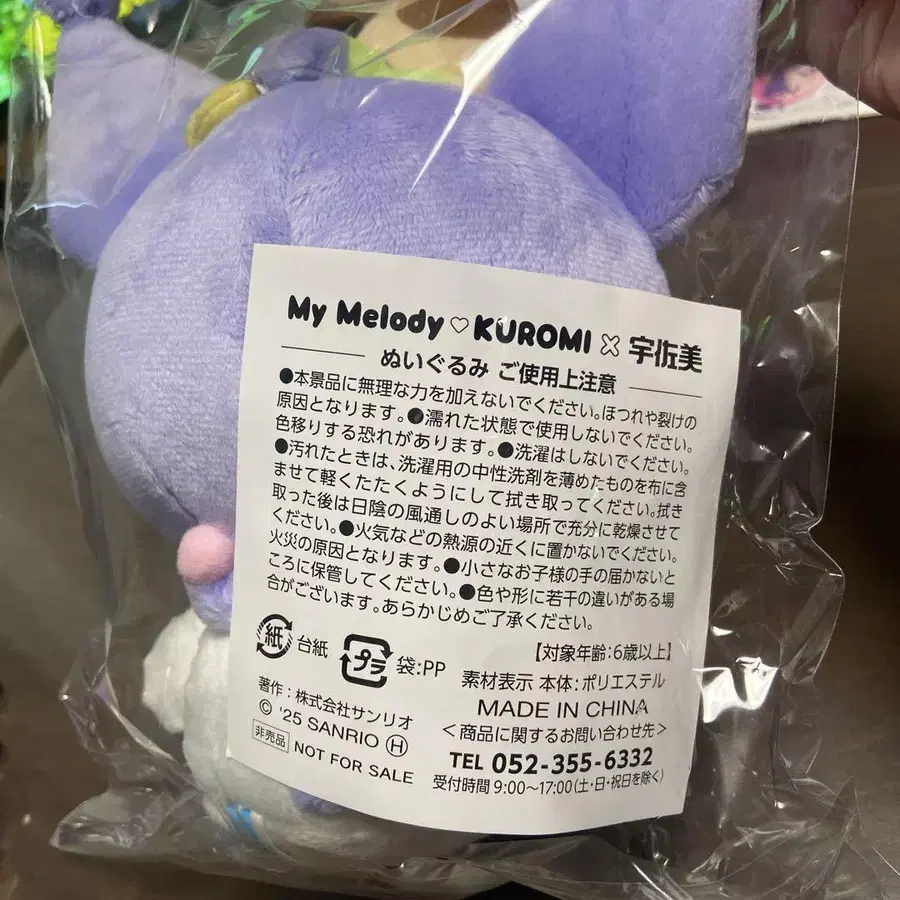 My Melody♡KUROMI×宇佐美
ぬいぐるみ ご使用上注意
●本景品に無理な力を加えないでください。ほつれや裂けの
原因となります。●濡れた状態で使用しないでください。
色移りする恐れがあります。●洗濯はしないでください。
●汚れたときは、洗濯用の中性洗剤を薄めたものを布に含
ませて軽くたたくようにして拭き取ってください。拭き
取った後は日陰の風通しのよい場所で充分に乾燥させて
ください。●火気などの熱源の近くに置かないでください。
火災の原因となります。●小さなお子様の手の届かないと
ころに保管してください。●色や形に若干の違いがある場
合がございます。あらかじめご了承ください。
【対象年齢:6歳以上】
紙 台紙 プラ 袋:PP
素材表示 本体:ポリエステル
MADE IN CHINA
著作:株式会社サンリオ
© '25 SANRIO Ⓗ
非売品 NOT FOR SALE
<商品に関するお問い合わせ先>
TEL 052-355-6332
受付時間 9:00〜17:00(土・日・祝日を除く)